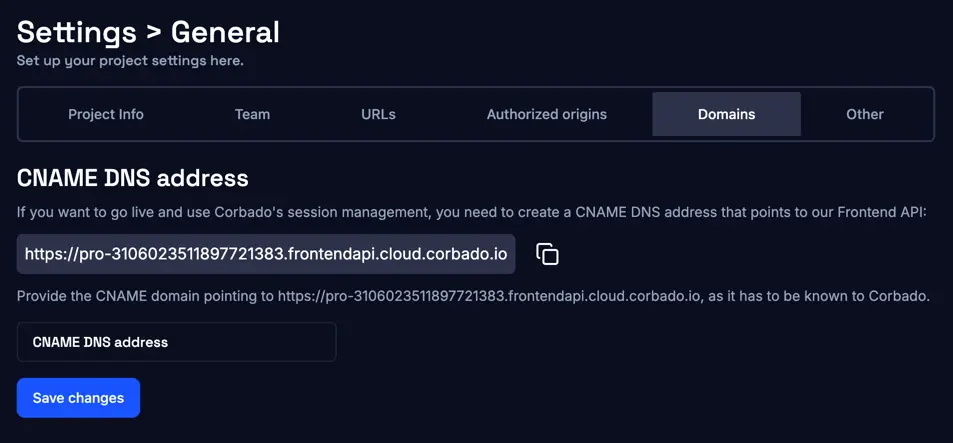 Settings > General
Set up your project settings here.
Project Info
Team
URLs
Authorized origins
Domains
Other
CNAME DNS address
If you want to go live and use Corbado's session management, you need to create a CNAME DNS address that points to our Frontend API:
https://pro-3106023511897721383.frontendapi.cloud.corbado.io
Provide the CNAME domain pointing to https://pro-3106023511897721383.frontendapi.cloud.corbado.io, as it has to be known to Corbado.
CNAME DNS address
Save changes